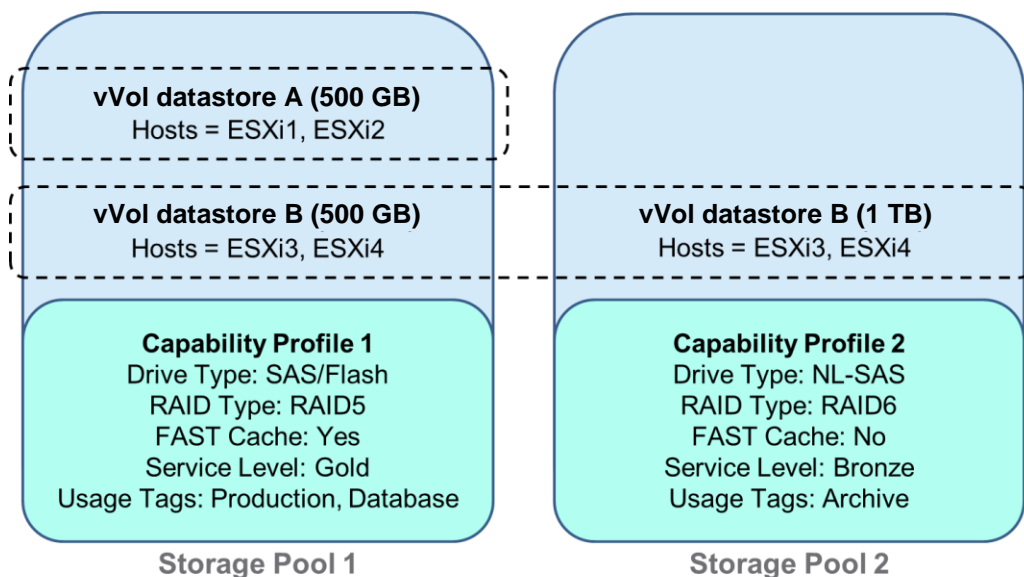 vVol datastore A (500 GB)
Hosts = ESXi1, ESXi2
vVol datastore B (500 GB)
Hosts = ESXi3, ESXi4
vVol datastore B (1 TB)
Hosts = ESXi3, ESXi4
Capability Profile 1
Drive Type: SAS/Flash
RAID Type: RAID5
FAST Cache: Yes
Service Level: Gold
Usage Tags: Production, Database
Storage Pool 1
Capability Profile 2
Drive Type: NL-SAS
RAID Type: RAID6
FAST Cache: No
Service Level: Bronze
Usage Tags: Archive
Storage Pool 2